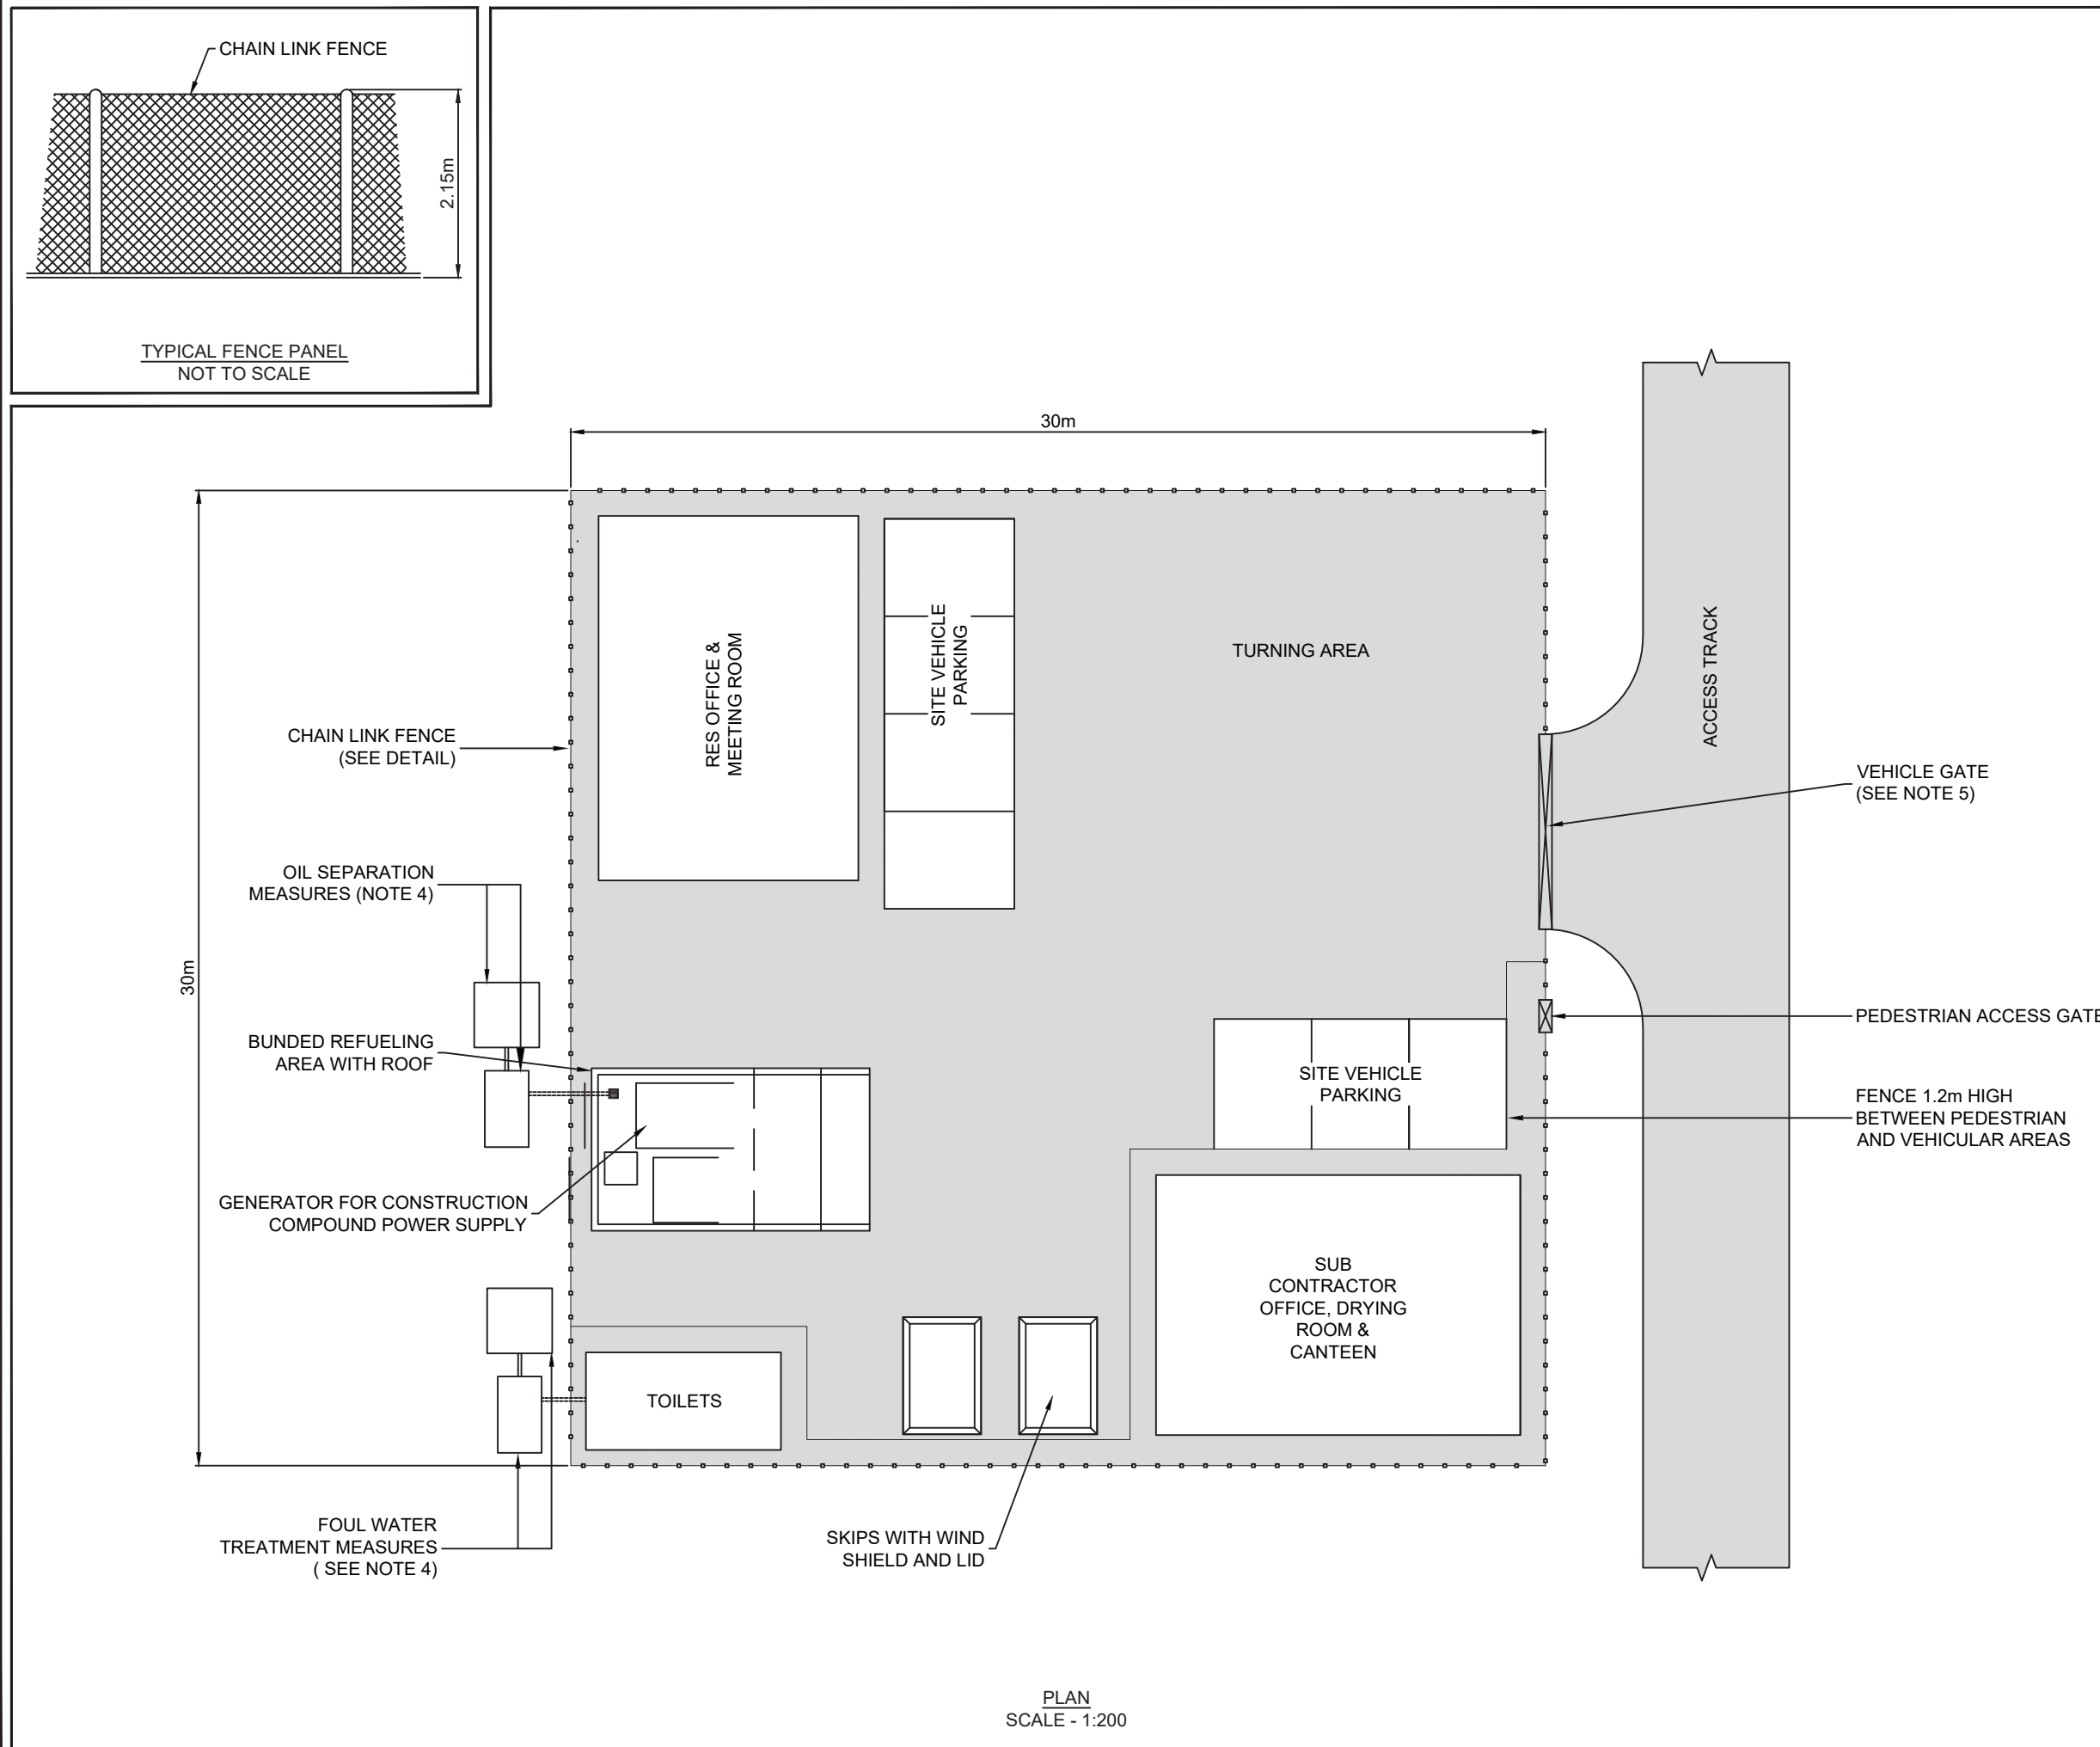 CHAIN LINK FENCE
2.15m
TYPICAL FENCE PANEL
NOT TO SCALE
30m
30m
RES OFFICE &
MEETING ROOM
SITE VEHICLE
PARKING
TURNING AREA
ACCESS TRACK
CHAIN LINK FENCE
(SEE DETAIL)
VEHICLE GATE
(SEE NOTE 5)
OIL SEPARATION
MEASURES (NOTE 4)
PEDESTRIAN ACCESS GATE
BUNDED REFUELING
AREA WITH ROOF
SITE VEHICLE
PARKING
FENCE 1.2m HIGH
BETWEEN PEDESTRIAN
AND VEHICULAR AREAS
GENERATOR FOR CONSTRUCTION
COMPOUND POWER SUPPLY
SUB
CONTRACTOR
OFFICE, DRYING
ROOM &
CANTEEN
TOILETS
FOUL WATER
TREATMENT MEASURES
( SEE NOTE 4)
SKIPS WITH WIND
SHIELD AND LID
PLAN
SCALE - 1:200